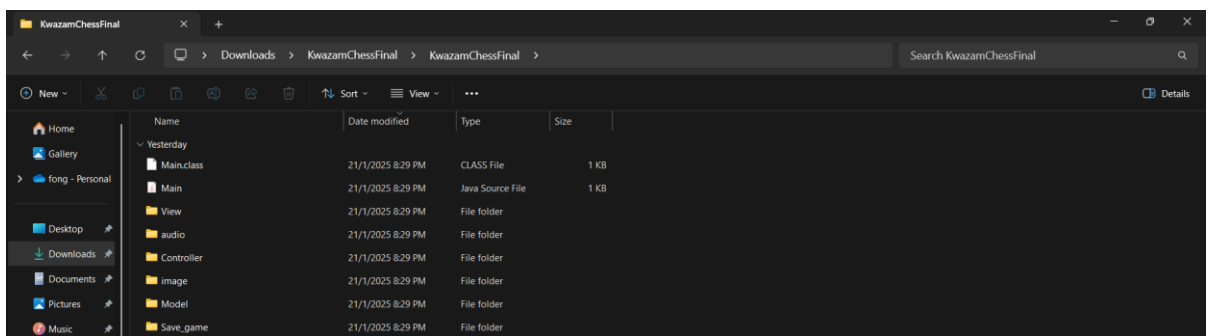 KwazamChessFinal
Downloads > KwazamChessFinal > KwazamChessFinal >
Search KwazamChessFinal
New
Sort
View
Details
Home
Gallery
fong - Personal
Desktop
Downloads
Documents
Pictures
Music
Name Date modified Type Size
Yesterday
Main.class 21/1/2025 8:29 PM CLASS File 1 KB
Main 21/1/2025 8:29 PM Java Source File 1 KB
View 21/1/2025 8:29 PM File folder
audio 21/1/2025 8:29 PM File folder
Controller 21/1/2025 8:29 PM File folder
image 21/1/2025 8:29 PM File folder
Model 21/1/2025 8:29 PM File folder
Save_game 21/1/2025 8:29 PM File folder